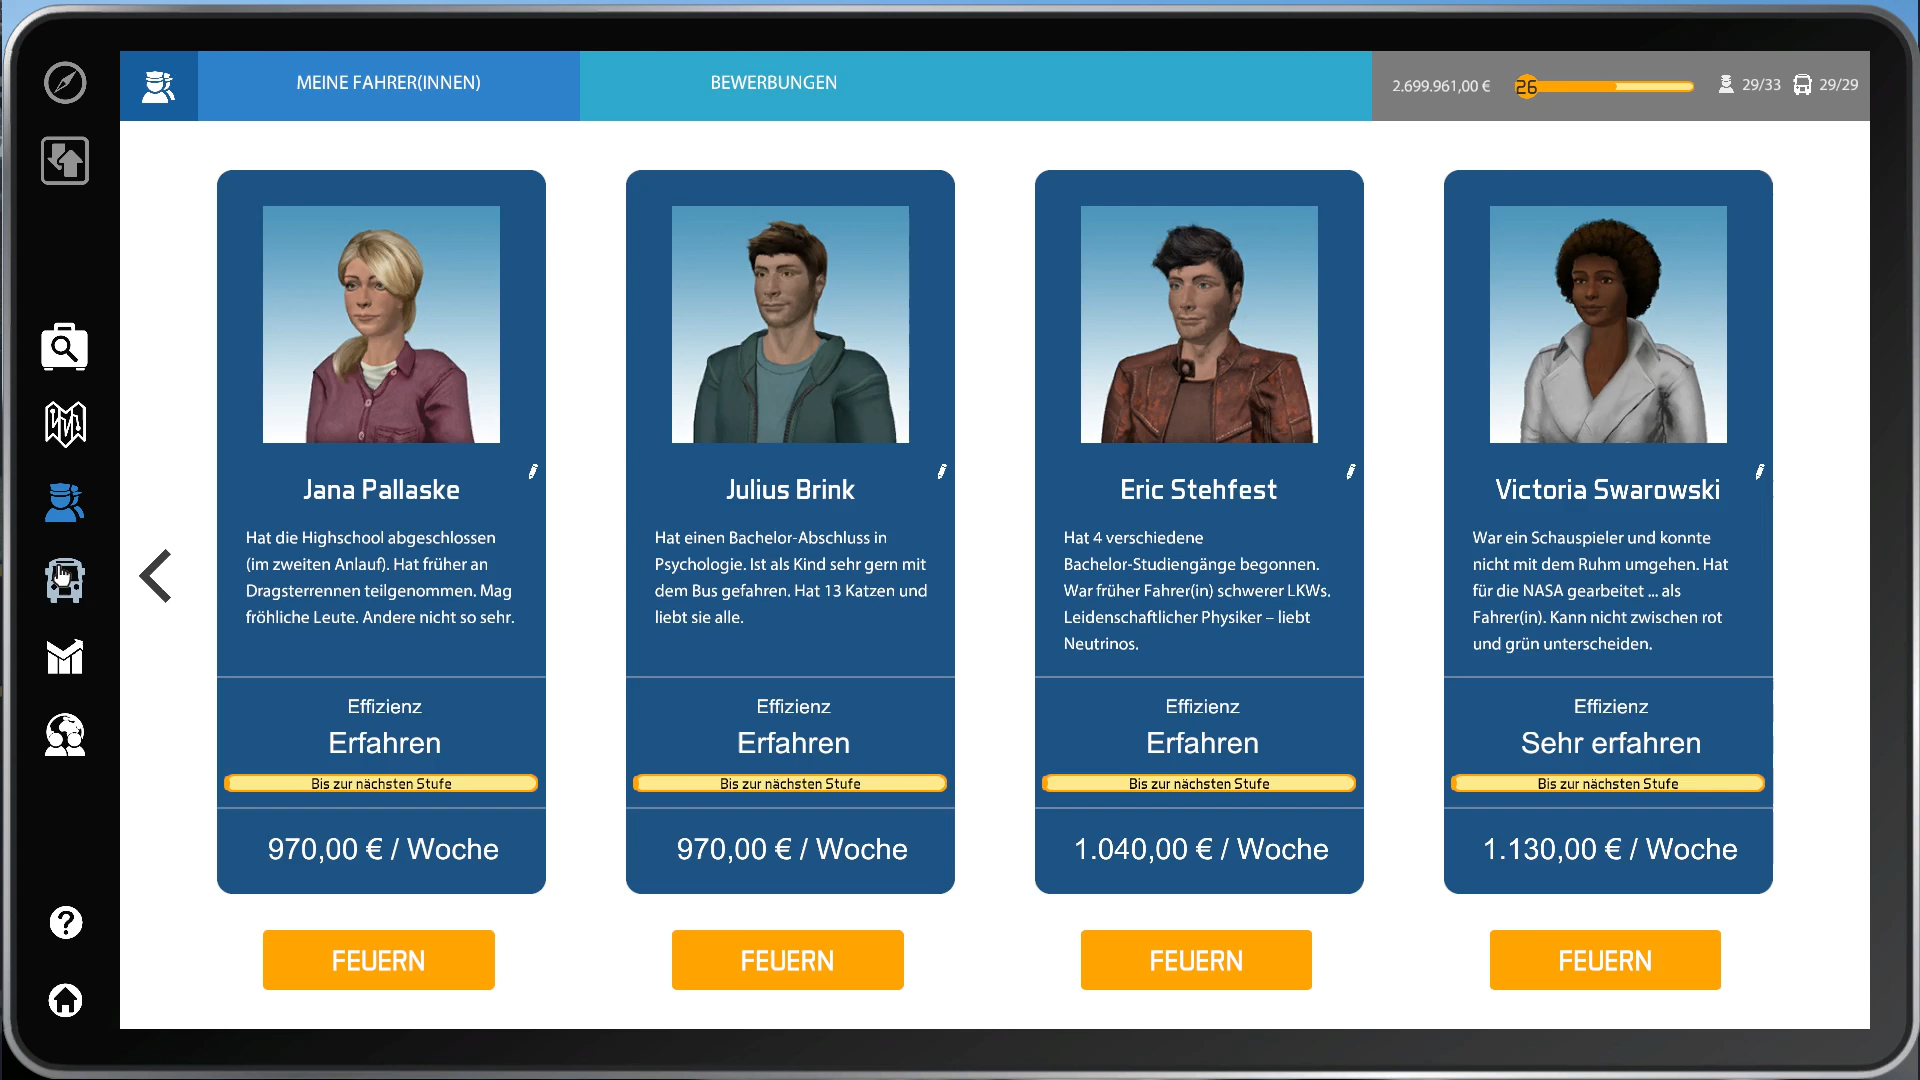 MEINE FAHRER(INNEN)
BEWERBUNGEN
2.699.961,00 €
26
29/33
29/29
Jana Pallaske
Hat die Highschool abgeschlossen
(im zweiten Anlauf). Hat früher an
Dragsterrennen teilgenommen. Mag
fröhliche Leute. Andere nicht so sehr.
Effizienz
Erfahren
Bis zur nächsten Stufe
970,00 € / Woche
FEUERN
Julius Brink
Hat einen Bachelor-Abschluss in
Psychologie. Ist als Kind sehr gern mit
dem Bus gefahren. Hat 13 Katzen und
liebt sie alle.
Effizienz
Erfahren
Bis zur nächsten Stufe
970,00 € / Woche
FEUERN
Eric Stehfest
Hat 4 verschiedene
Bachelor-Studiengänge begonnen.
War früher Fahrer(in) schwerer LKWs.
Leidenschaftlicher Physiker – liebt
Neutrinos.
Effizienz
Erfahren
Bis zur nächsten Stufe
1.040,00 € / Woche
FEUERN
Victoria Swarowski
War ein Schauspieler und konnte
nicht mit dem Ruhm umgehen. Hat
für die NASA gearbeitet ... als
Fahrer(in). Kann nicht zwischen rot
und grün unterscheiden.
Effizienz
Sehr erfahren
Bis zur nächsten Stufe
1.130,00 € / Woche
FEUERN